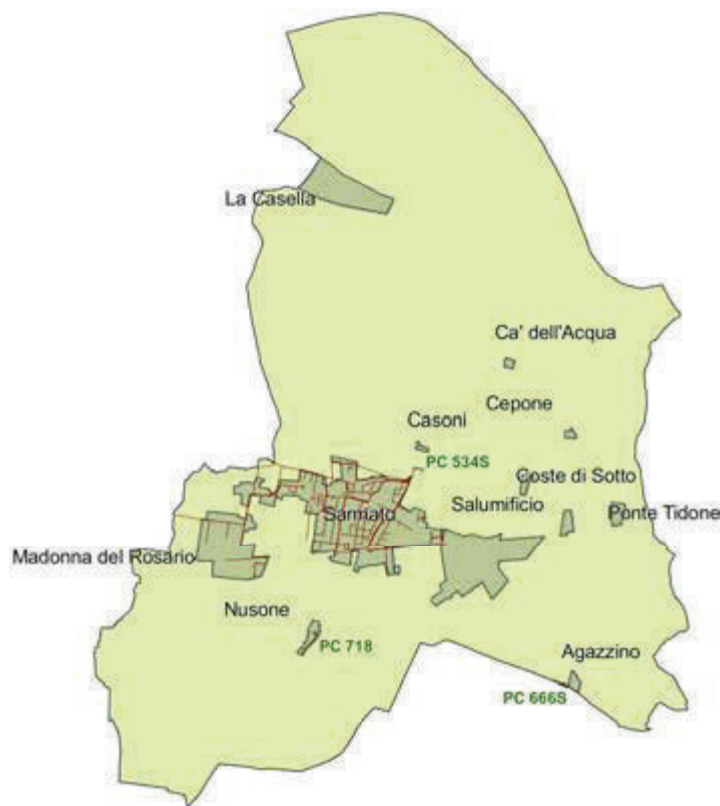 La Casella
Ca' dell'Acqua
Cepone
Casoni
PC 534S
Coste di Sotto
Salumificio
Sarmato
Ponte Tidone
Madonna del Rosario
Nusone
PC 718
Agazzino
PC 666S